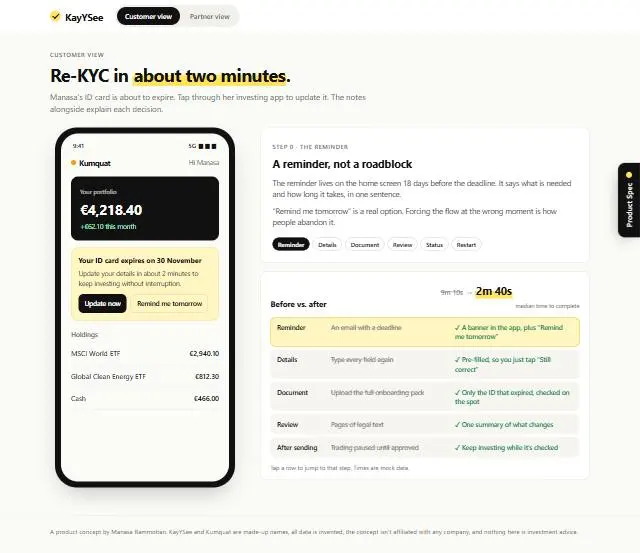 KayYSee
Customer view
Partner view
CUSTOMER VIEW
Re-KYC in about two minutes.
Manasa's ID card is about to expire. Tap through her investing app to update it. The notes
alongside explain each decision.
9:41
5G
Kumquat
Hi Manasa
Your portfolio
€4,218.40
+€62.10 this month
Your ID card expires on 30 November
Update your details in about 2 minutes to
keep investing without interruption.
Update now
Remind me tomorrow
Holdings
MSCI World ETF €2,940.10
Global Clean Energy ETF €812.30
Cash €466.00
STEP 0 · THE REMINDER
A reminder, not a roadblock
The reminder lives on the home screen 18 days before the deadline. It says what is needed
and how long it takes, in one sentence.
"Remind me tomorrow" is a real option. Forcing the flow at the wrong moment is how
people abandon it.
Reminder Details Document Review Status Restart
9m 10s → 2m 40s
Before vs. after
median time to complete
Reminder An email with a deadline ✓ A banner in the app, plus "Remind
me tomorrow"
Details Type every field again ✓ Pre-filled, so you just tap "Still
correct"
Document Upload the full onboarding pack ✓ Only the ID that expired, checked on
the spot
Review Pages of legal text ✓ One summary of what changes
After sending Trading paused until approved ✓ Keep investing while it's checked
Tap a row to jump to that step. Times are mock data.
Product Spec
A product concept by Manasa Rammohan. KayYSee and Kumquat are made-up names, all data is invented, the concept isn't affiliated with any company, and nothing here is investment advice.